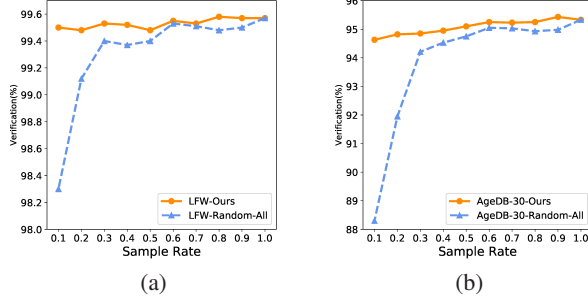 99.6
99.4
99.2
99.0
98.8
98.6
98.4
98.2
98.0
Verification(%)
0.1 0.2 0.3 0.4 0.5 0.6 0.7 0.8 0.9 1.0
Sample Rate
LFW-Ours
LFW-Random-All
(a)
96
95
94
93
92
91
90
89
88
Verification(%)
0.1 0.2 0.3 0.4 0.5 0.6 0.7 0.8 0.9 1.0
Sample Rate
AgeDB-30-Ours
AgeDB-30-Random-All
(b)